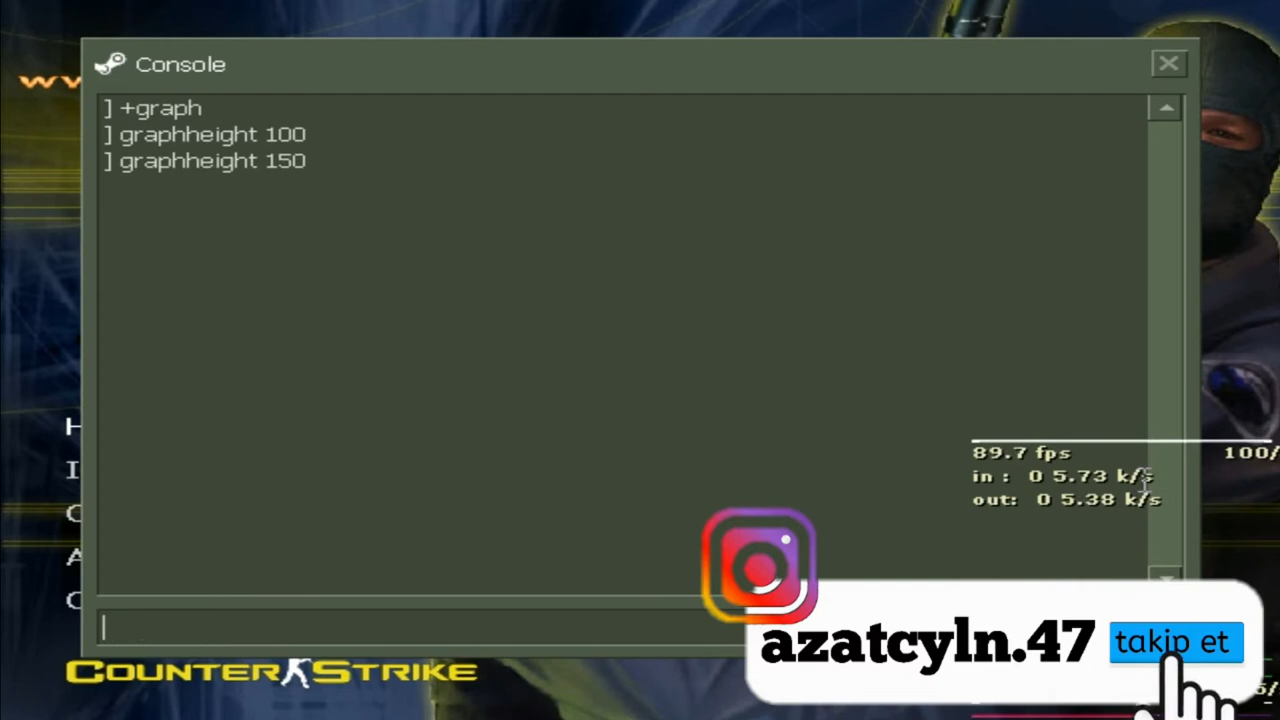 Console
] +graph
] graphheight 100
] graphheight 150
89.7 fps
100/
in : 0 5.73 k/s
out: 0 5.38 k/s
azatcyln.47
takip et
COUNTER STRIKE